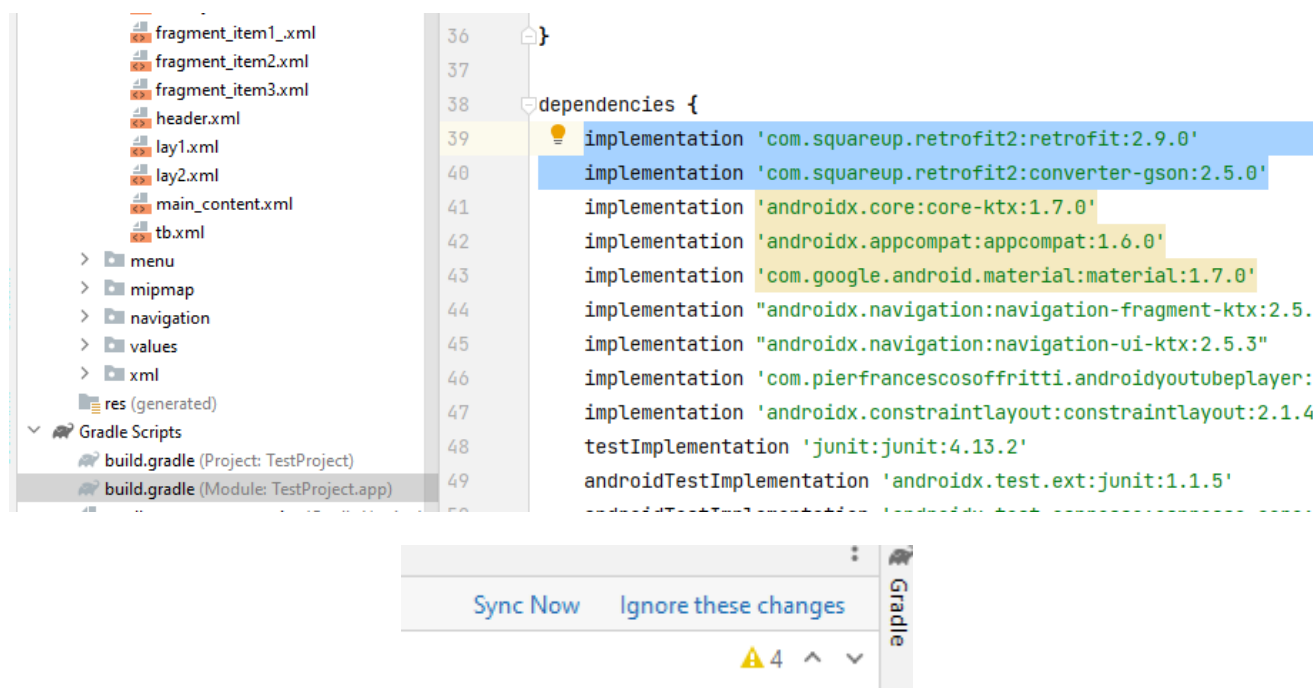 fragment_item1_.xml
fragment_item2.xml
fragment_item3.xml
header.xml
lay1.xml
lay2.xml
main_content.xml
tb.xml
menu
mipmap
navigation
values
xml
res (generated)
Gradle Scripts
build.gradle (Project: TestProject)
build.gradle (Module: TestProject.app)
36 }
37
38 dependencies {
39 implementation 'com.squareup.retrofit2:retrofit:2.9.0'
40 implementation 'com.squareup.retrofit2:converter-gson:2.5.0'
41 implementation 'androidx.core:core-ktx:1.7.0'
42 implementation 'androidx.appcompat:appcompat:1.6.0'
43 implementation 'com.google.android.material:material:1.7.0'
44 implementation "androidx.navigation:navigation-fragment-ktx:2.5.
45 implementation "androidx.navigation:navigation-ui-ktx:2.5.3"
46 implementation 'com.pierfrancescosoffritti.androidyoutubeplayer:
47 implementation 'androidx.constraintlayout:constraintlayout:2.1.4
48 testImplementation 'junit:junit:4.13.2'
49 androidTestImplementation 'androidx.test.ext:junit:1.1.5'
Sync Now Ignore these changes
4
Gradle